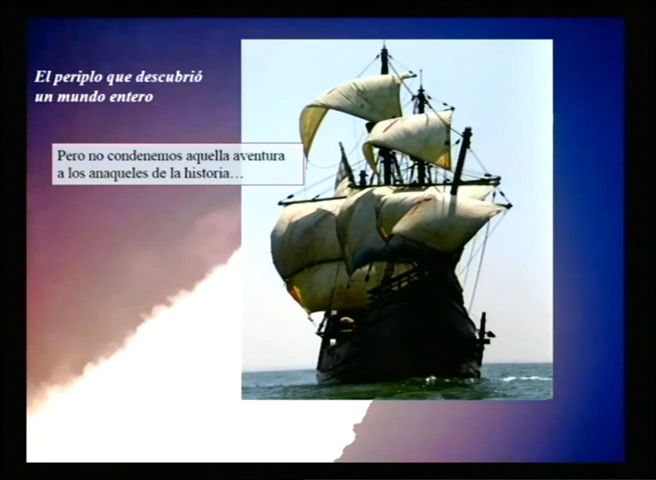 El periplo que descubrió
un mundo entero
Pero no condenemos aquella aventura
a los anaqueles de la historia…